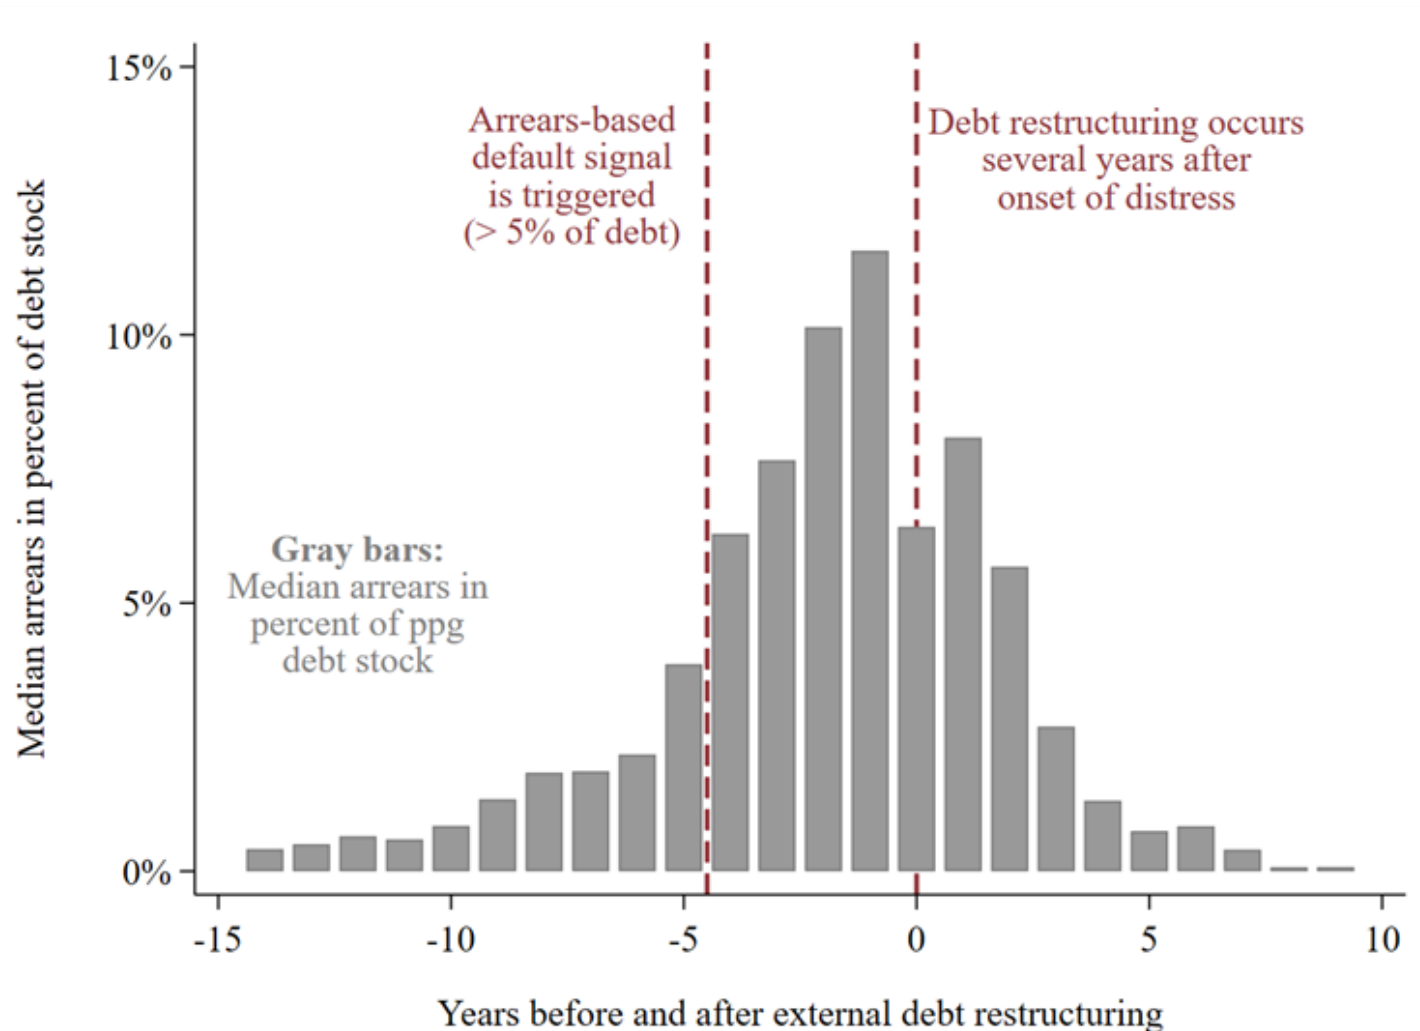 15%
10%
5%
0%
Median arrears in percent of debt stock
Arrears-based
default signal
is triggered
(> 5% of debt)
Debt restructuring occurs
several years after
onset of distress
Gray bars:
Median arrears in
percent of ppg
debt stock
-15 -10 -5 0 5 10
Years before and after external debt restructuring